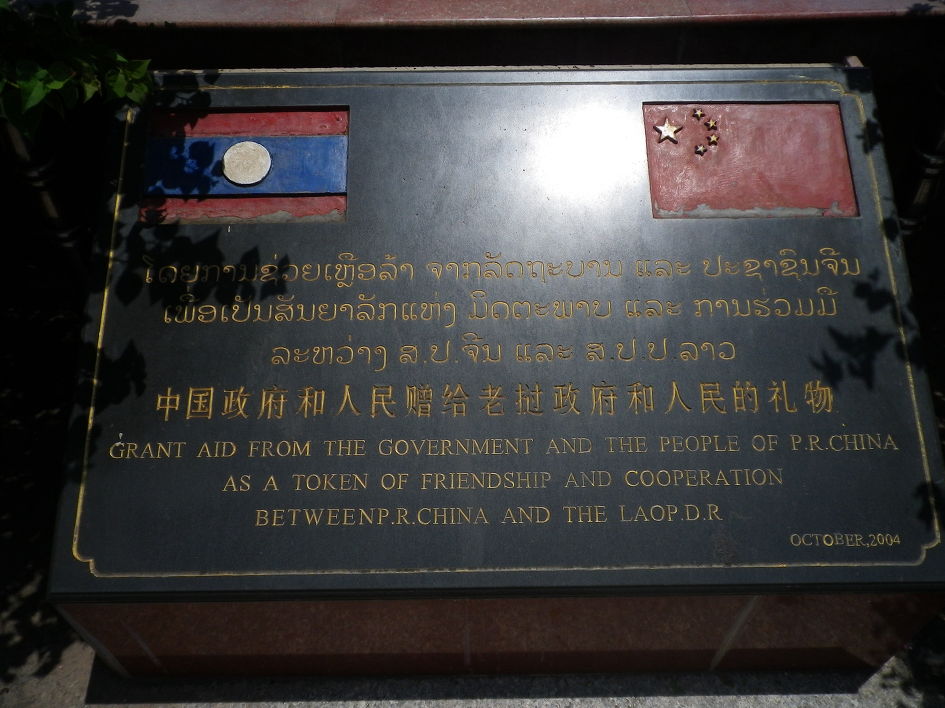 ໂດຍການຊ່ວຍເຫຼືອລ້າ ຈາກລັດຖະບານ ແລະ ປະຊາຊົນຈີນ
ເພື່ອເປັນສັນຍາລັກແຫ່ງ ມິດຕະພາບ ແລະ ການຮ່ວມມື
ລະຫວ່າງ ສ.ປ.ຈີນ ແລະ ສ.ປ.ປ.ລາວ
中国政府和人民赠给老挝政府和人民的礼物
GRANT AID FROM THE GOVERNMENT AND THE PEOPLE OF P.R.CHINA
AS A TOKEN OF FRIENDSHIP AND COOPERATION
BETWEENP.R.CHINA AND THE LAOP.D.R
OCTOBER,2004